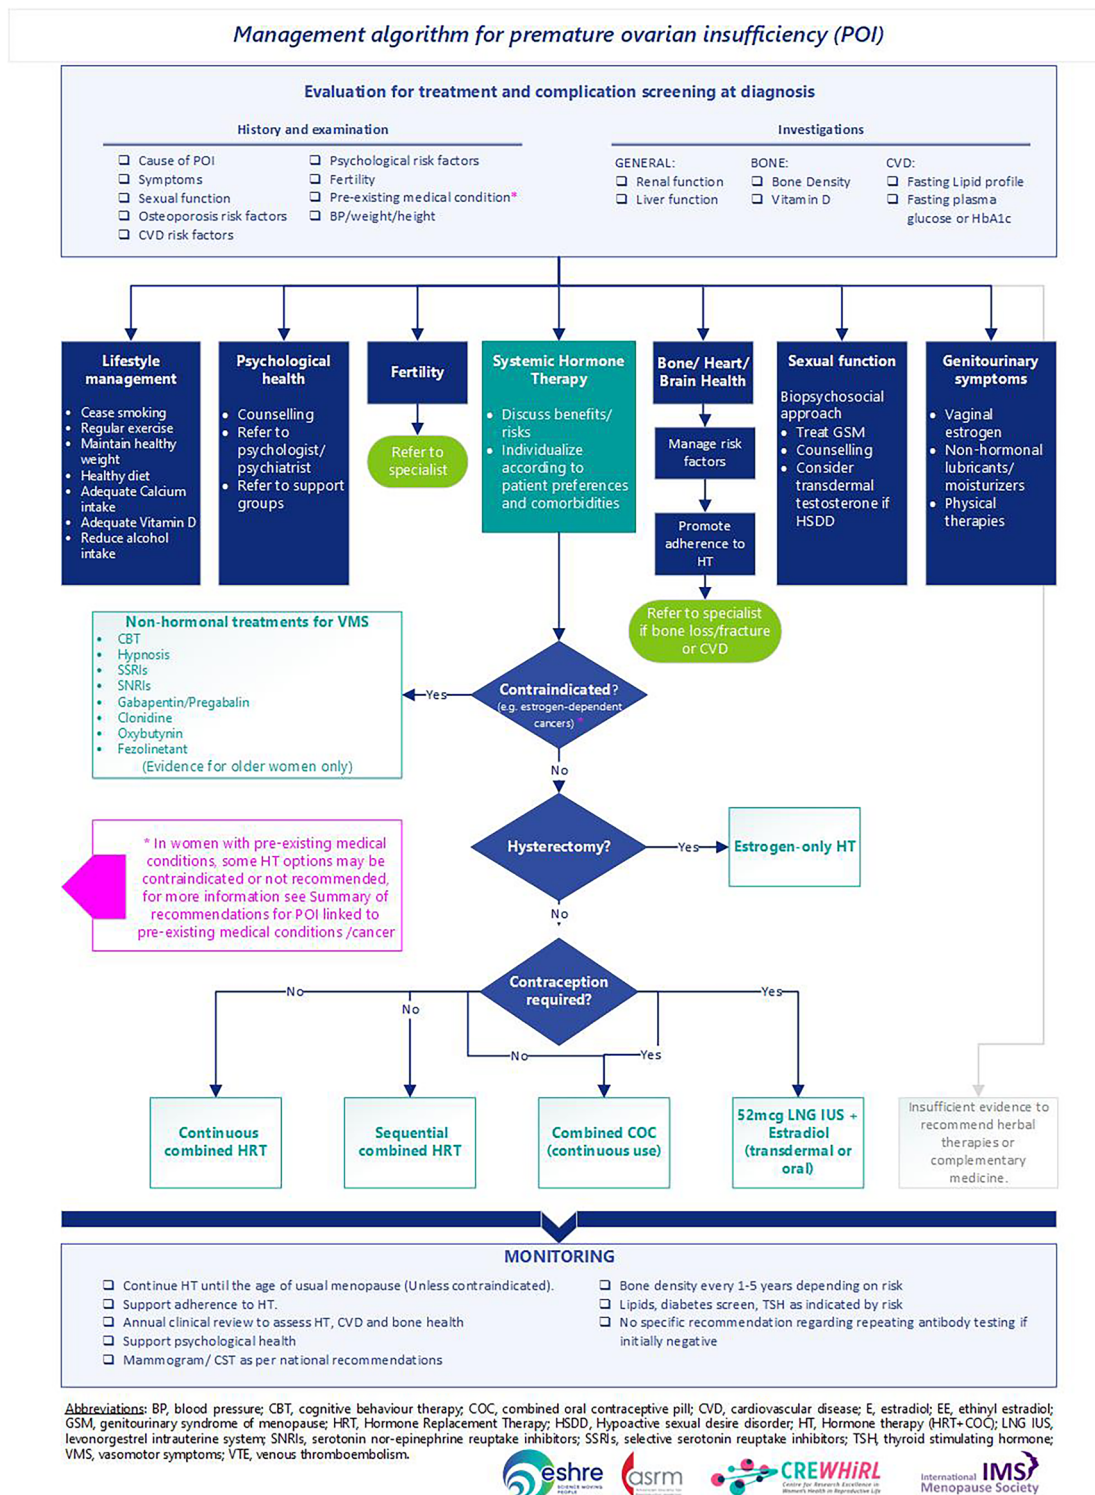 Management algorithm for premature ovarian insufficiency (POI)
Evaluation for treatment and complication screening at diagnosis
History and examination
Cause of POI
Symptoms
Sexual function
Osteoporosis risk factors
CVD risk factors
Psychological risk factors
Fertility
Pre-existing medical condition*
BP/weight/height
Investigations
GENERAL:
Renal function
Liver function
BONE:
Bone Density
Vitamin D
CVD:
Fasting Lipid profile
Fasting plasma
glucose or HbA1c
Lifestyle
management
• Cease smoking
• Regular exercise
• Maintain healthy
weight
• Healthy diet
• Adequate Calcium
intake
• Adequate Vitamin D
• Reduce alcohol
intake
Psychological
health
• Counselling
• Refer to
psychologist/
psychiatrist
• Refer to support
groups
Fertility
Refer to
specialist
Systemic Hormone
Therapy
• Discuss benefits/
risks
• Individualize
according to
patient preferences
and comorbidities
Bone/ Heart/
Brain Health
Manage risk
factors
Promote
adherence to
HT
Refer to specialist
if bone loss/fracture
or CVD
Sexual function
Biopsychosocial
approach
• Treat GSM
• Counselling
• Consider
transdermal
testosterone if
HSDD
Genitourinary
symptoms
• Vaginal
estrogen
• Non-hormonal
lubricants/
moisturizers
• Physical
therapies
Non-hormonal treatments for VMS
• CBT
• Hypnosis
• SSRIs
• SNRIs
• Gabapentin/Pregabalin
• Clonidine
• Oxybutynin
• Fezolinetant
(Evidence for older women only)
Yes
Contraindicated?
(e.g. estrogen-dependent
cancers) *
No
* In women with pre-existing medical
conditions, some HT options may be
contraindicated or not recommended,
for more information see Summary of
recommendations for POI linked to
pre-existing medical conditions /cancer
Hysterectomy?
Yes
Estrogen-only HT
No
Contraception
required?
No
No
No
Yes
Yes
Continuous
combined HRT
Sequential
combined HRT
Combined COC
(continuous use)
52mcg LNG IUS +
Estradiol
(transdermal or
oral)
Insufficient evidence to
recommend herbal
therapies or
complementary
medicine.
MONITORING
Continue HT until the age of usual menopause (Unless contraindicated).
Support adherence to HT.
Annual clinical review to assess HT, CVD and bone health
Support psychological health
Mammogram/ CST as per national recommendations
Bone density every 1-5 years depending on risk
Lipids, diabetes screen, TSH as indicated by risk
No specific recommendation regarding repeating antibody testing if
initially negative
Abbreviations: BP, blood pressure; CBT, cognitive behaviour therapy; COC, combined oral contraceptive pill; CVD, cardiovascular disease; E, estradiol; EE, ethinyl estradiol;
GSM, genitourinary syndrome of menopause; HRT, Hormone Replacement Therapy; HSDD, Hypoactive sexual desire disorder; HT, Hormone therapy (HRT+COC); LNG IUS,
levonorgestrel intrauterine system; SNRIs, serotonin nor-epinephrine reuptake inhibitors; SSRIs, selective serotonin reuptake inhibitors; TSH, thyroid stimulating hormone;
VMS, vasomotor symptoms; VTE, venous thromboembolism.
eshre
SCIENCE MOVING
PEOPLE
asrm
CREWHiRL
Centre for Research Excellence in
Women's Health in Reproductive Life
International IMS
Menopause Society